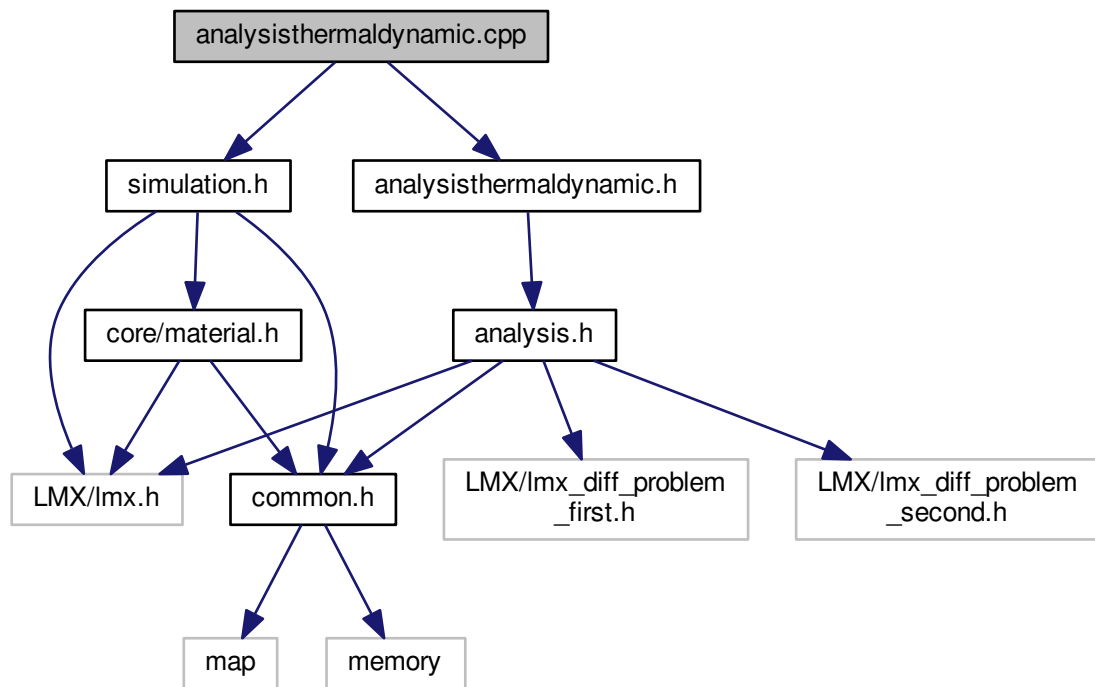 analysisthermaldynamic.cpp
simulation.h
analysisthermaldynamic.h
core/material.h
analysis.h
LMX/lmx.h
common.h
LMX/lmx_diff_problem
_first.h
LMX/lmx_diff_problem
_second.h
map
memory